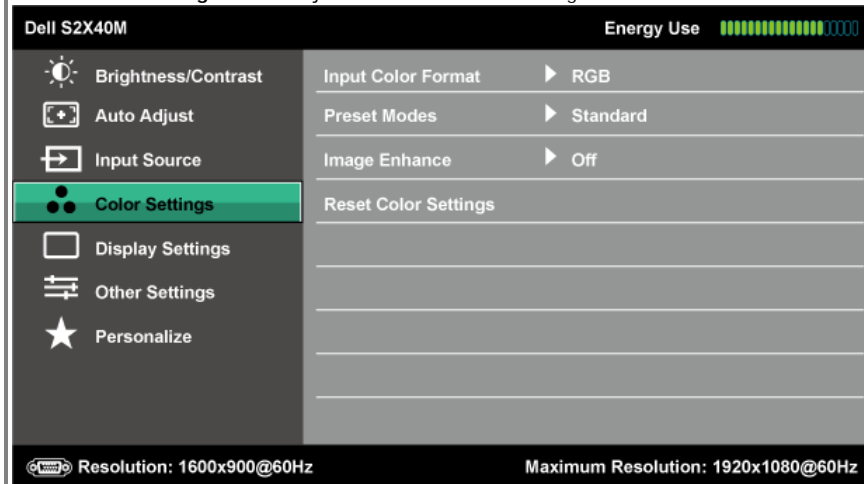 Dell S2X40M Energy Use
Brightness/Contrast
Auto Adjust
Input Source
Color Settings
Display Settings
Other Settings
Personalize
Input Color Format RGB
Preset Modes Standard
Image Enhance Off
Reset Color Settings
Resolution: 1600x900@60Hz Maximum Resolution: 1920x1080@60Hz